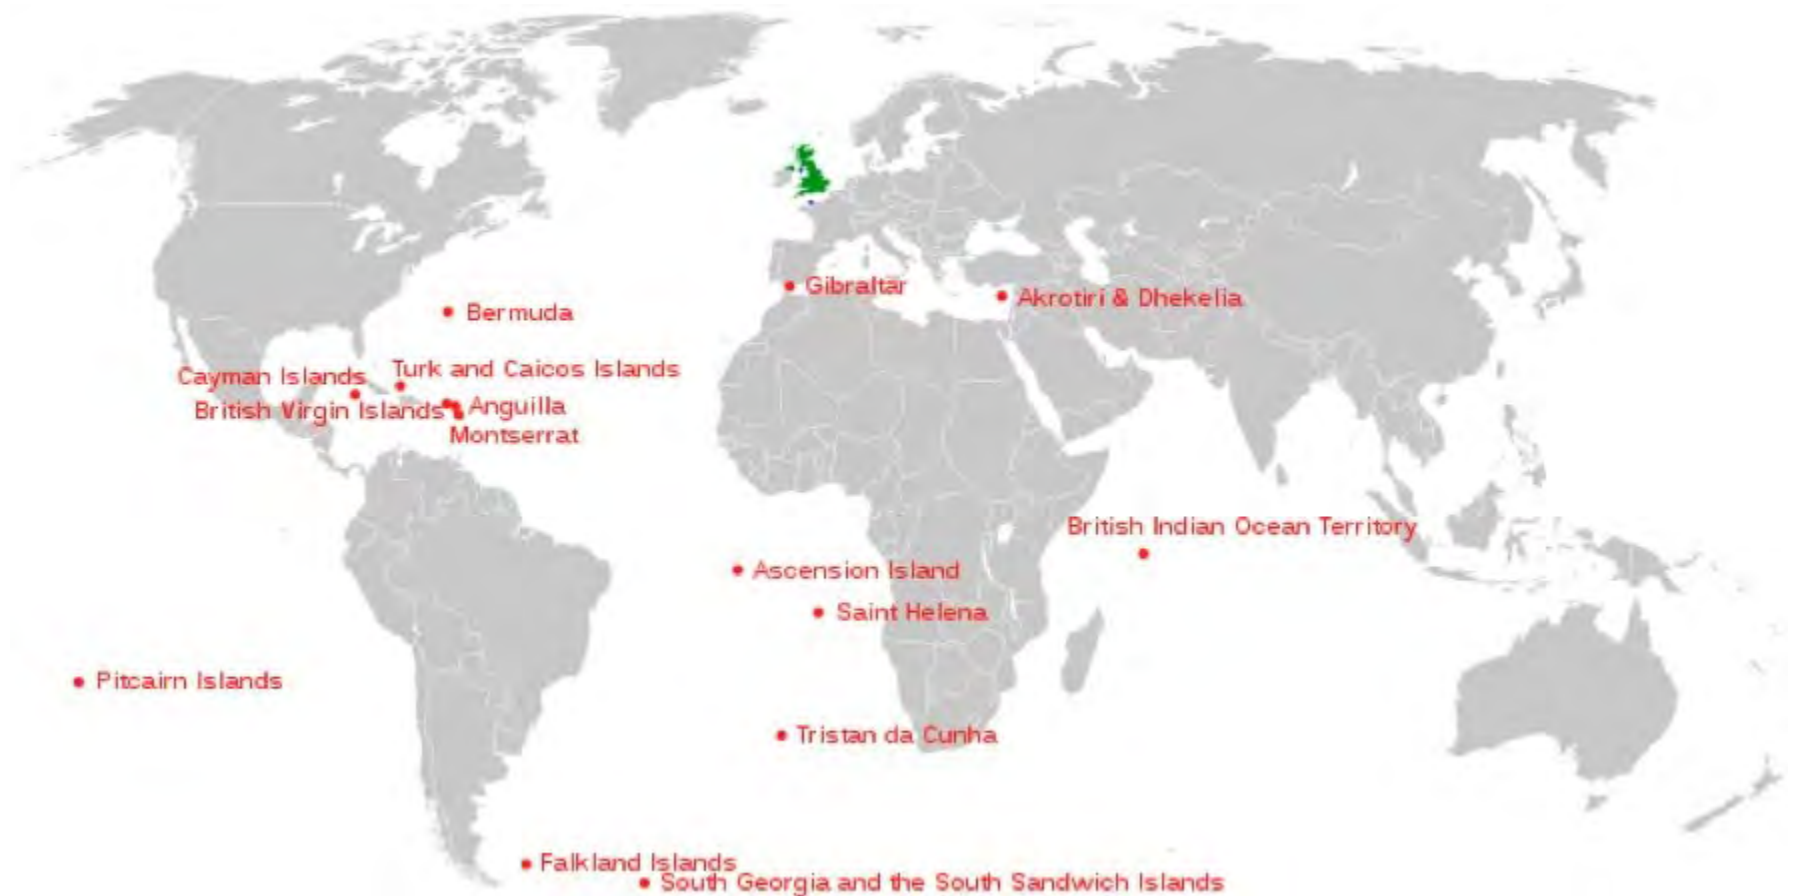 Gibraltar
Akrotiri & Dhekelia
Bermuda
Turk and Caicos Islands
Cayman Islands
British Virgin Islands
Anguilla
Montserrat
British Indian Ocean Territory
Ascension Island
Saint Helena
Pitcairn Islands
Tristan da Cunha
Falkland Islands
South Georgia and the South Sandwich Islands